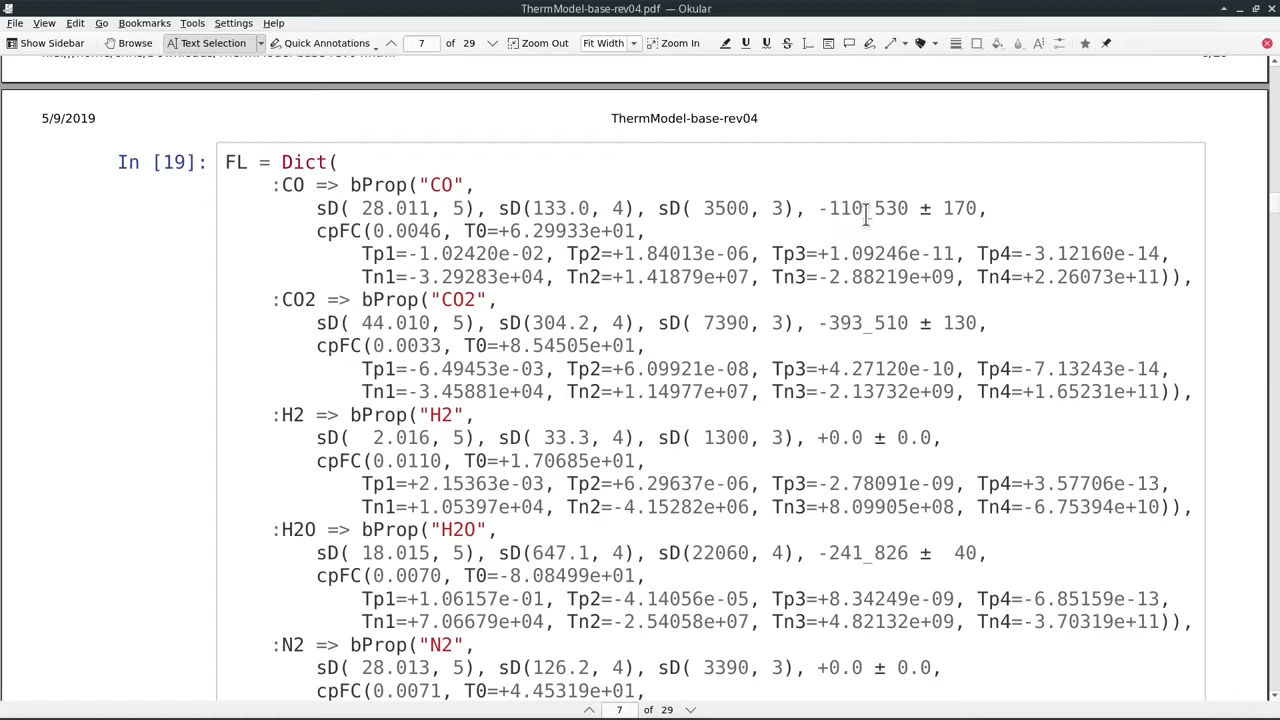 ThermModel-base-rev04.pdf — Okular
File View Edit Go Bookmarks Tools Settings Help
Show Sidebar Browse Text Selection 7 of 29 Zoom Out Fit Width Zoom In Quick Annotations
5/9/2019 ThermModel-base-rev04
In [19]: FL = Dict(
:CO => bProp("CO",
sD( 28.011, 5), sD(133.0, 4), sD( 3500, 3), -110_530 ± 170,
cpFC(0.0046, T0=+6.29933e+01,
Tp1=-1.02420e-02, Tp2=+1.84013e-06, Tp3=+1.09246e-11, Tp4=-3.12160e-14,
Tn1=-3.29283e+04, Tn2=+1.41879e+07, Tn3=-2.88219e+09, Tn4=+2.26073e+11)),
:CO2 => bProp("CO2",
sD( 44.010, 5), sD(304.2, 4), sD( 7390, 3), -393_510 ± 130,
cpFC(0.0033, T0=+8.54505e+01,
Tp1=-6.49453e-03, Tp2=+6.09921e-08, Tp3=+4.27120e-10, Tp4=-7.13243e-14,
Tn1=-3.45881e+04, Tn2=+1.14977e+07, Tn3=-2.13732e+09, Tn4=+1.65231e+11)),
:H2 => bProp("H2",
sD(  2.016, 5), sD( 33.3, 4), sD( 1300, 3), +0.0 ± 0.0,
cpFC(0.0110, T0=+1.70685e+01,
Tp1=+2.15363e-03, Tp2=+6.29637e-06, Tp3=-2.78091e-09, Tp4=+3.57706e-13,
Tn1=+1.05397e+04, Tn2=-4.15282e+06, Tn3=+8.09905e+08, Tn4=-6.75394e+10)),
:H2O => bProp("H2O",
sD( 18.015, 5), sD(647.1, 4), sD(22060, 4), -241_826 ±  40,
cpFC(0.0070, T0=-8.08499e+01,
Tp1=+1.06157e-01, Tp2=-4.14056e-05, Tp3=+8.34249e-09, Tp4=-6.85159e-13,
Tn1=+7.06679e+04, Tn2=-2.54058e+07, Tn3=+4.82132e+09, Tn4=-3.70319e+11)),
:N2 => bProp("N2",
sD( 28.013, 5), sD(126.2, 4), sD( 3390, 3), +0.0 ± 0.0,
cpFC(0.0071, T0=+4.45319e+01,
7 of 29